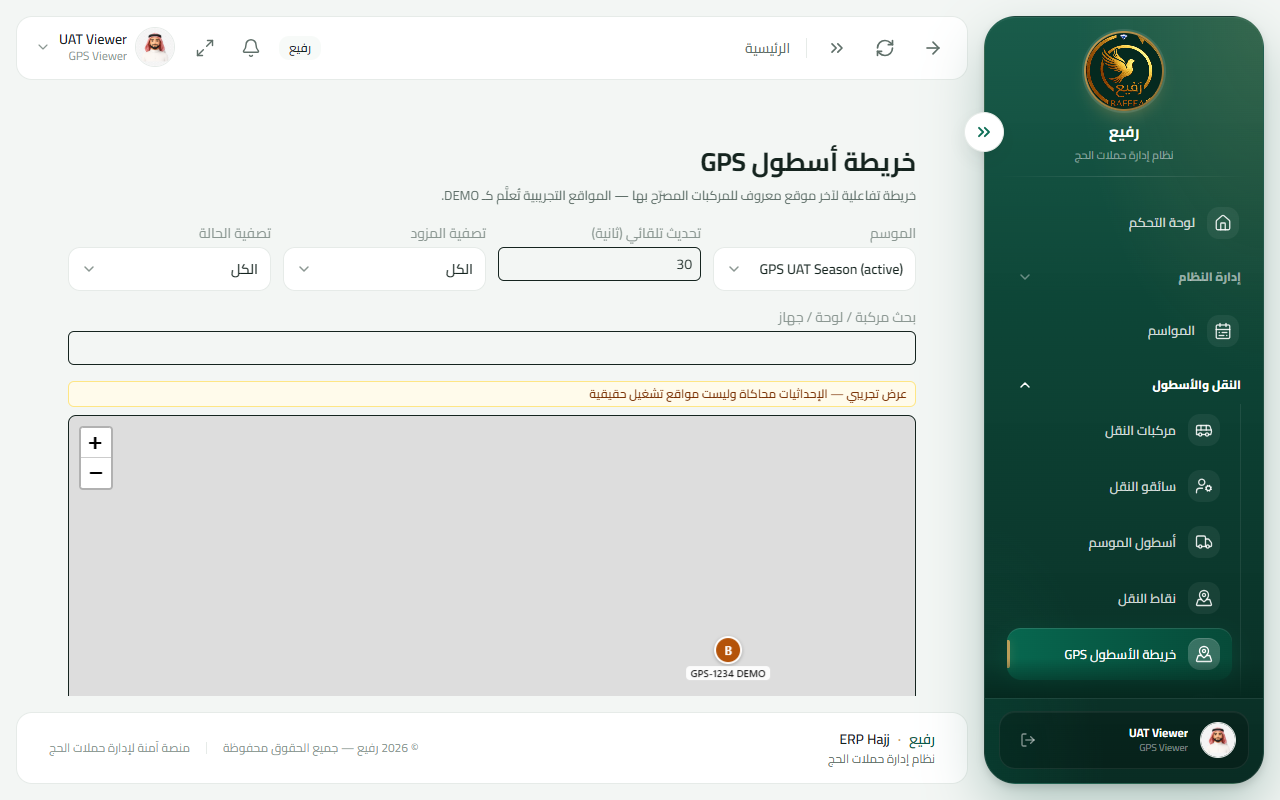 الرئيسية
رفيع
UAT Viewer
GPS Viewer
رفيع
RAFEEA
رفيع
نظام إدارة حملات الحج
لوحة التحكم
إدارة النظام
المواسم
النقل والأسطول
مركبات النقل
سائقو النقل
أسطول الموسم
نقاط النقل
خريطة الأسطول GPS
UAT Viewer
GPS Viewer
خريطة أسطول GPS
خريطة تفاعلية لآخر موقع معروف للمركبات المصرّح بها — المواقع التجريبية تُعلَّم كـ DEMO.
الموسم
GPS UAT Season (active)
تحديث تلقائي (ثانية)
30
تصفية المزود
الكل
تصفية الحالة
الكل
بحث مركبة / لوحة / جهاز
عرض تجريبي — الإحداثيات محاكاة وليست مواقع تشغيل حقيقية
+
−
B
GPS-1234 DEMO
رفيع · ERP Hajj
نظام إدارة حملات الحج
© 2026 رفيع — جميع الحقوق محفوظة
منصة آمنة لإدارة حملات الحج